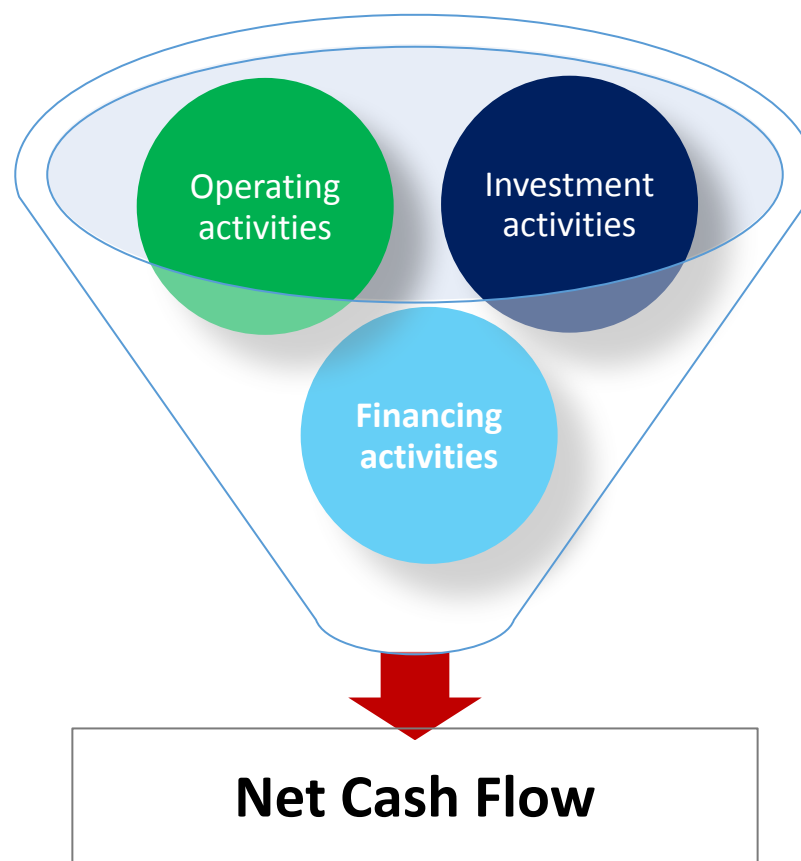 Operating
activities
Investment
activities
Financing
activities
Net Cash Flow